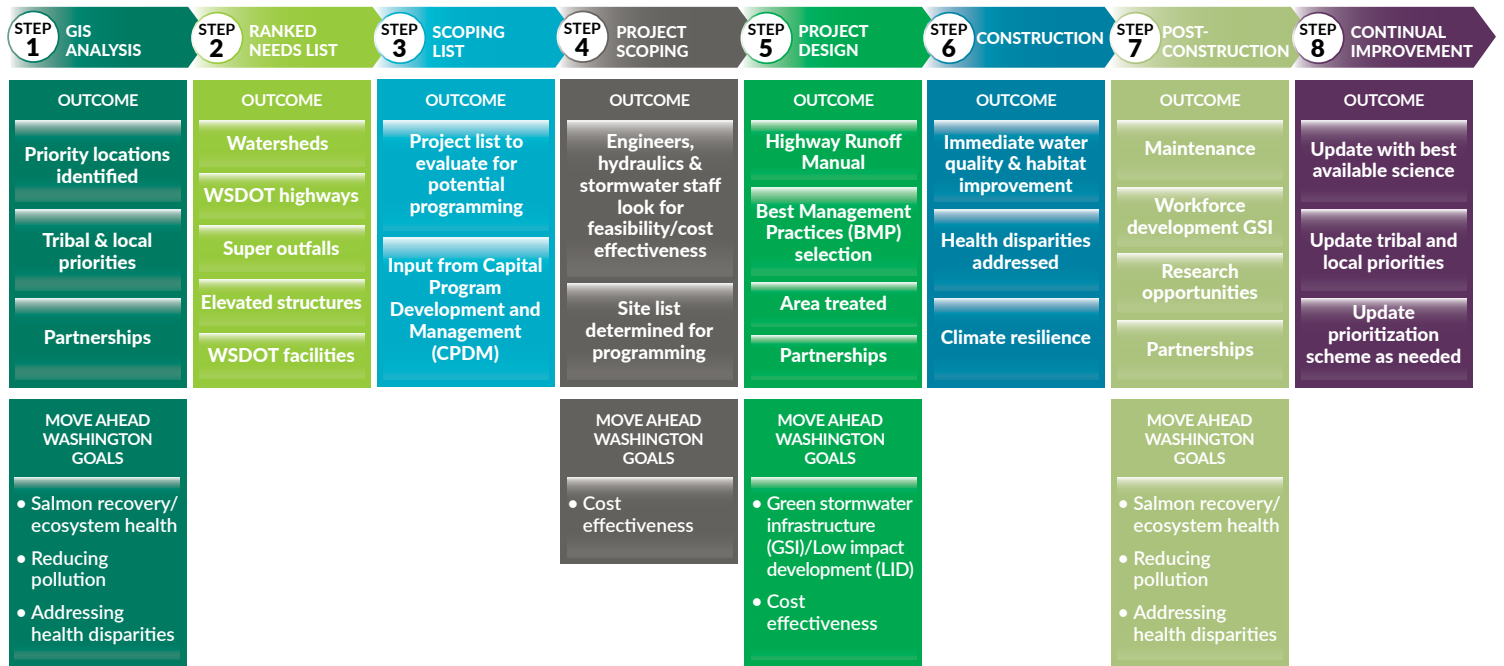 STEP
1
GIS
ANALYSIS
STEP
2
RANKED
NEEDS LIST
STEP
3
SCOPING
LIST
STEP
4
PROJECT
SCOPING
STEP
5
PROJECT
DESIGN
STEP
6
CONSTRUCTION
STEP
7
POST-
CONSTRUCTION
STEP
8
CONTINUAL
IMPROVEMENT
OUTCOME
Priority locations
identified
Tribal & local
priorities
Partnerships
OUTCOME
Watersheds
WSDOT highways
Super outfalls
Elevated structures
WSDOT facilities
OUTCOME
Project list to
evaluate for
potential
programming
Input from Capital
Program
Development and
Management
(CPDM)
OUTCOME
Engineers,
hydraulics &
stormwater staff
look for
feasibility/cost
effectiveness
Site list
determined for
programming
OUTCOME
Highway Runoff
Manual
Best Management
Practices (BMP)
selection
Area treated
Partnerships
OUTCOME
Immediate water
quality & habitat
improvement
Health disparities
addressed
Climate resilience
OUTCOME
Maintenance
Workforce
development GSI
Research
opportunities
Partnerships
OUTCOME
Update with best
available science
Update tribal and
local priorities
Update
prioritization
scheme as needed
MOVE AHEAD
WASHINGTON
GOALS
• Salmon recovery/
ecosystem health
• Reducing
pollution
• Addressing
health disparities
MOVE AHEAD
WASHINGTON
GOALS
• Cost
effectiveness
MOVE AHEAD
WASHINGTON
GOALS
• Green stormwater
infrastructure
(GSI)/Low impact
development (LID)
• Cost
effectiveness
MOVE AHEAD
WASHINGTON
GOALS
• Salmon recovery/
ecosystem health
• Reducing
pollution
• Addressing
health disparities